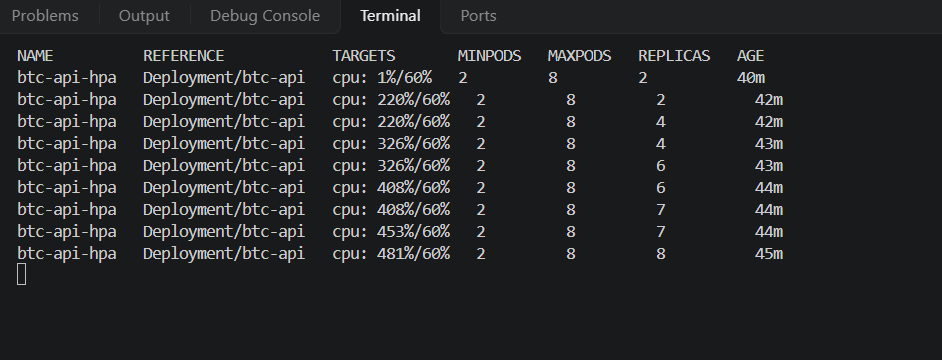 Problems Output Debug Console Terminal Ports
NAME REFERENCE TARGETS MINPODS MAXPODS REPLICAS AGE
btc-api-hpa Deployment/btc-api cpu: 1%/60% 2 8 2 40m
btc-api-hpa Deployment/btc-api cpu: 220%/60% 2 8 2 42m
btc-api-hpa Deployment/btc-api cpu: 220%/60% 2 8 4 42m
btc-api-hpa Deployment/btc-api cpu: 326%/60% 2 8 4 43m
btc-api-hpa Deployment/btc-api cpu: 326%/60% 2 8 6 43m
btc-api-hpa Deployment/btc-api cpu: 408%/60% 2 8 6 44m
btc-api-hpa Deployment/btc-api cpu: 408%/60% 2 8 7 44m
btc-api-hpa Deployment/btc-api cpu: 453%/60% 2 8 7 44m
btc-api-hpa Deployment/btc-api cpu: 481%/60% 2 8 8 45m